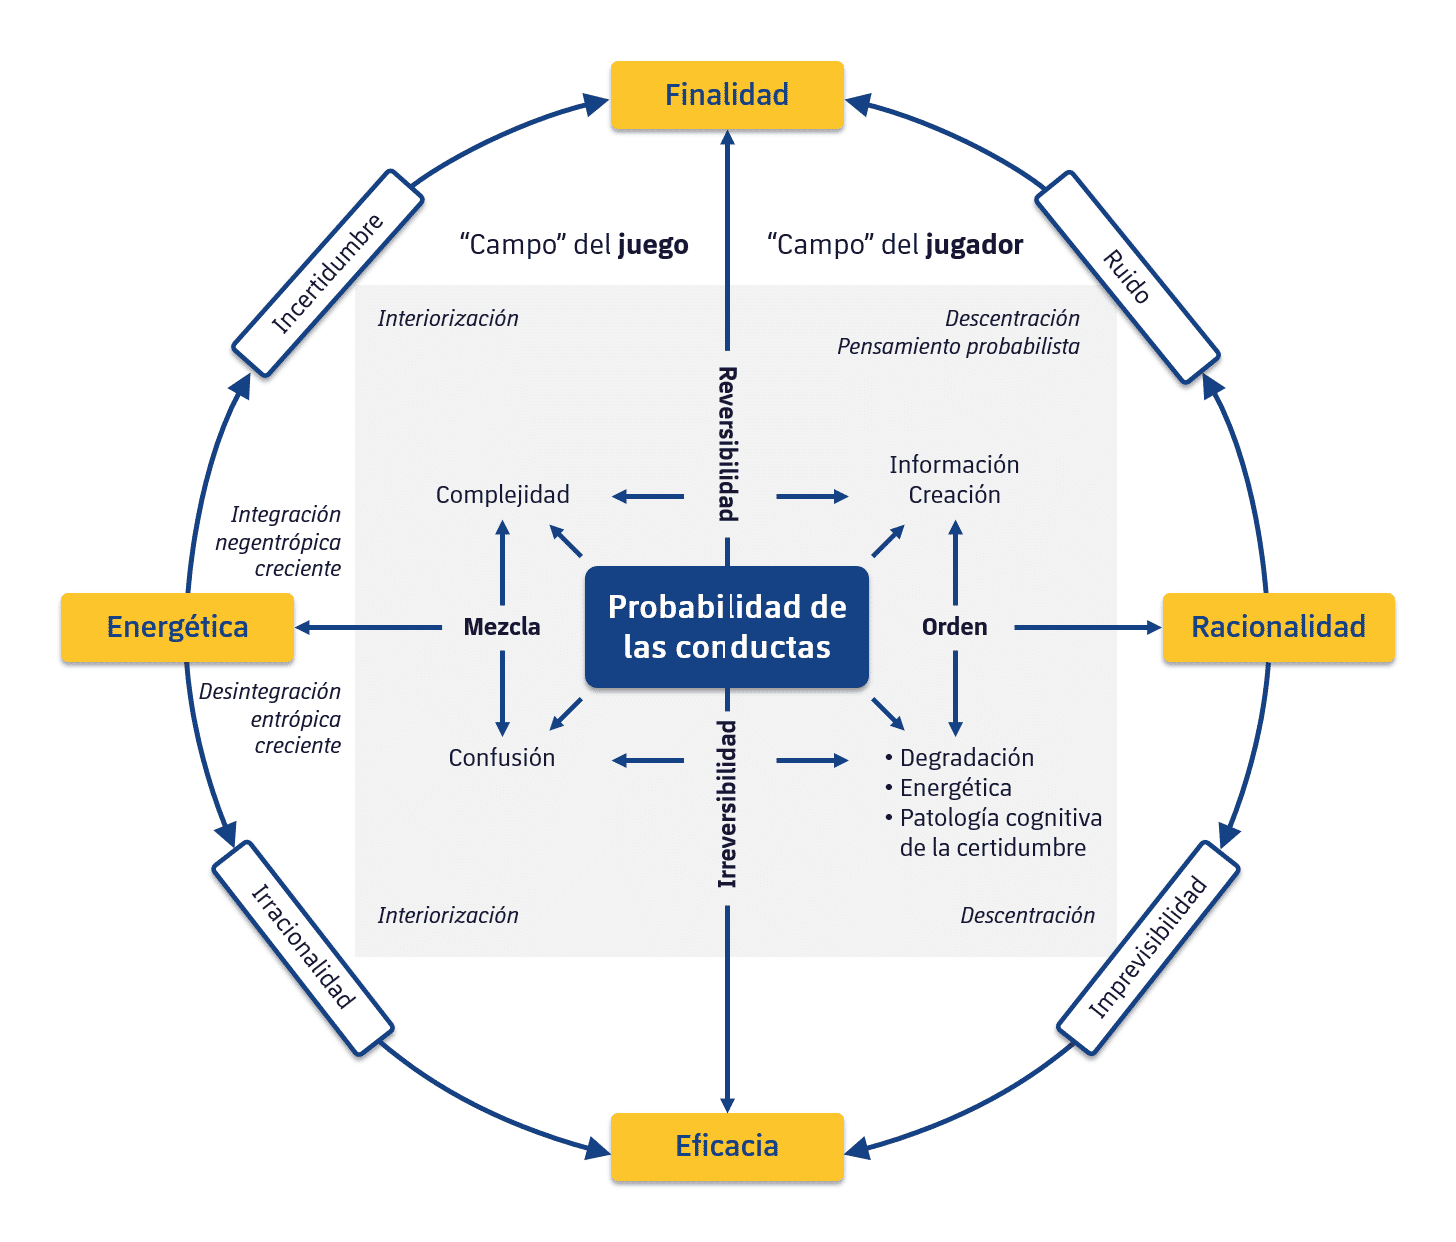 Finalidad
Incertidumbre
Ruido
“Campo” del juego
“Campo” del jugador
Interiorización
Descentración
Pensamiento probabilista
Reversibilidad
Complejidad
Información
Creación
Integración
negentrópica
creciente
Energética
Mezcla
Probabilidad de
las conductas
Orden
Racionalidad
Desintegración
entrópica
creciente
Irreversibilidad
Confusión
• Degradación
• Energética
• Patología cognitiva
de la certidumbre
Interiorización
Descentración
Irracionalidad
Imprevisibilidad
Eficacia